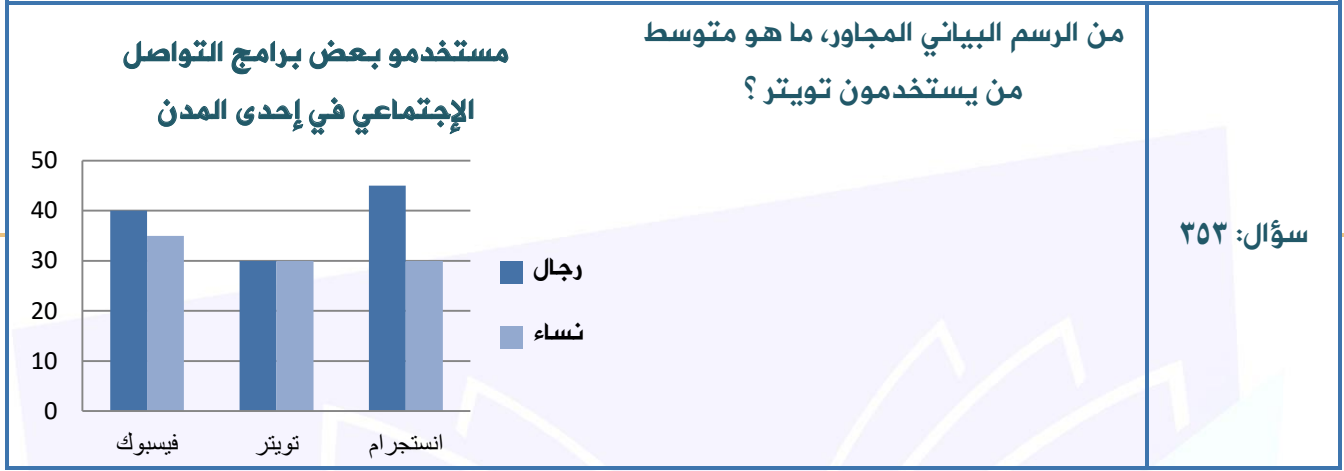 سؤال: ٣٥٣
من الرسم البياني المجاور، ما هو متوسط
من يستخدمون تويتر ؟
مستخدمو بعض برامج التواصل
الإجتماعي في إحدى المدن
50
40
30
20
10
0
فيسبوك
تويتر
انستجرام
رجال
نساء